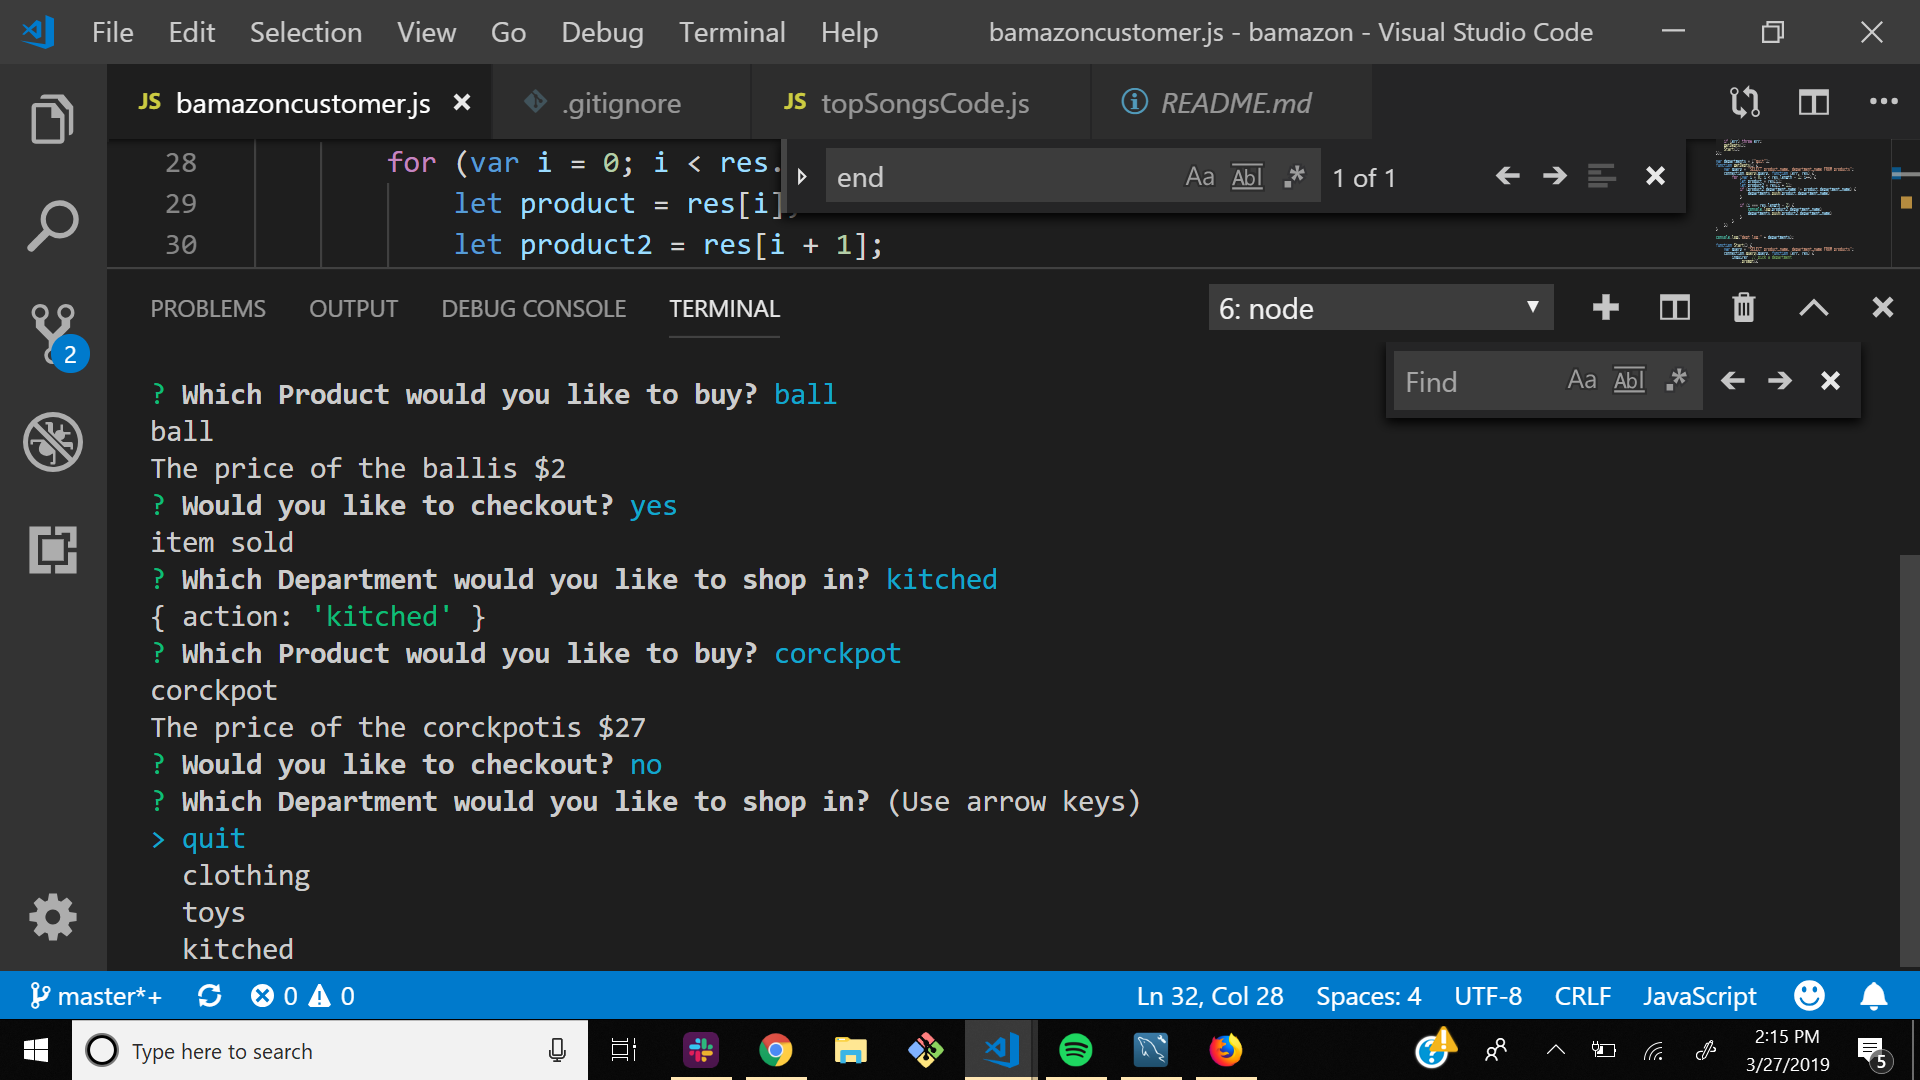 File Edit Selection View Go Debug Terminal Help bamazoncustomer.js - bamazon - Visual Studio Code
JS bamazoncustomer.js .gitignore JS topSongsCode.js README.md
28 for (var i = 0; i < res.
29 let product = res[i];
30 let product2 = res[i + 1];
end Aa Abl .* 1 of 1
PROBLEMS OUTPUT DEBUG CONSOLE TERMINAL 6: node
Find Aa Abl .*
? Which Product would you like to buy? ball
ball
The price of the ballis $2
? Would you like to checkout? yes
item sold
? Which Department would you like to shop in? kitched
{ action: 'kitched' }
? Which Product would you like to buy? corckpot
corckpot
The price of the corckpotis $27
? Would you like to checkout? no
? Which Department would you like to shop in? (Use arrow keys)
> quit
clothing
toys
kitched
2
master*+ 0 0 Ln 32, Col 28 Spaces: 4 UTF-8 CRLF JavaScript
Type here to search
2:15 PM
3/27/2019
5